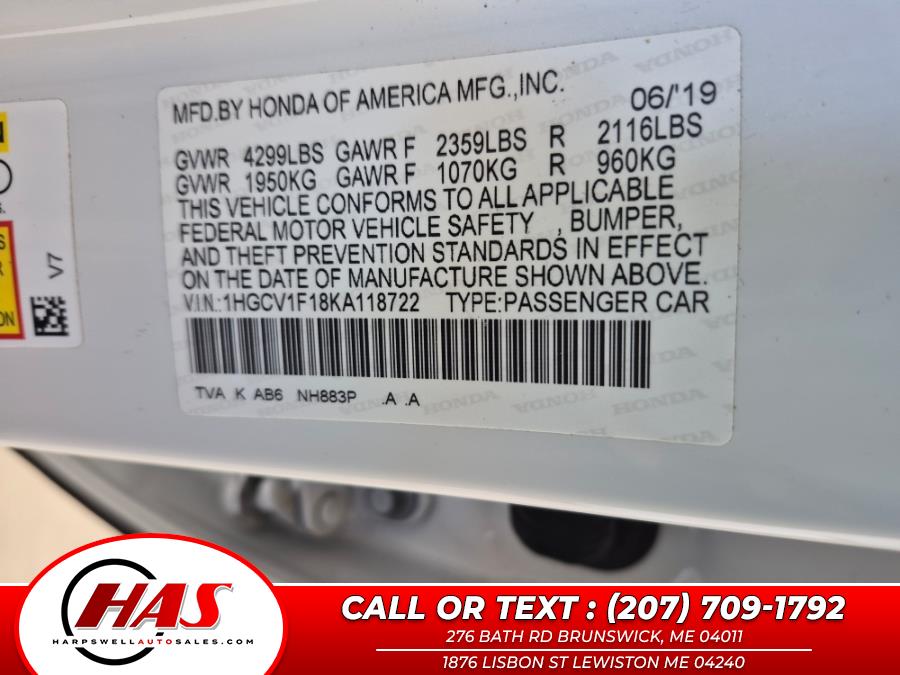 MFD.BY HONDA OF AMERICA MFG.,INC. 06/'19
GVWR 4299LBS GAWR F 2359LBS R 2116LBS
GVWR 1950KG GAWR F 1070KG R 960KG
THIS VEHICLE CONFORMS TO ALL APPLICABLE
FEDERAL MOTOR VEHICLE SAFETY , BUMPER,
AND THEFT PREVENTION STANDARDS IN EFFECT
ON THE DATE OF MANUFACTURE SHOWN ABOVE.
V.I.N.:1HGCV1F18KA118722 TYPE:PASSENGER CAR
TVA K AB6 NH883P .A .A
V7
HONDA
HAS
HARPSWELLAUTOSALES.COM
CALL OR TEXT : (207) 709-1792
276 BATH RD BRUNSWICK, ME 04011
1876 LISBON ST LEWISTON ME 04240